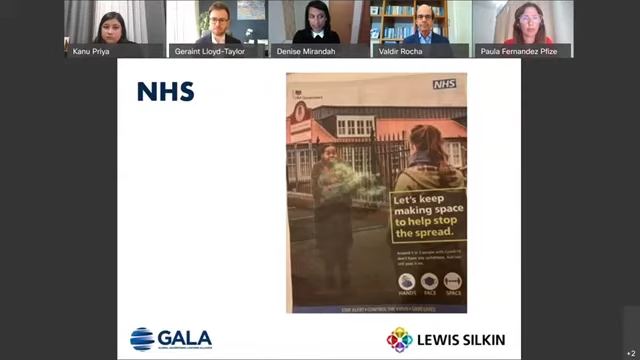 Kanu Priya
Geraint Lloyd-Taylor
Denise Mirandah
Valdir Rocha
Paula Fernandez Pfize
NHS
NHS
Let's keep
making space
to help stop
the spread.
HANDS
FACE
SPACE
GALA
LEWIS SILKIN
+2